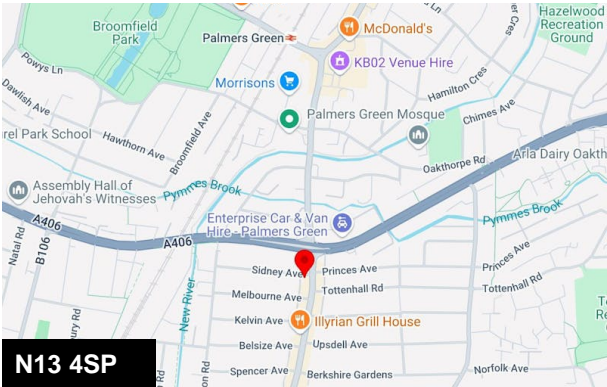 Hazelwood
Recreation
Ground
Broomfield
Park
McDonald's
Palmers Green
KB02 Venue Hire
Powys Ln
Morrisons
Hamilton Cres
Dawlish Ave
Palmers Green Mosque
Chimes Ave
rel Park School
Hawthorn Ave
Broomfield Ave
Oakthorpe Rd
Arla Dairy Oakth
Assembly Hall of
Jehovah's Witnesses
Pymmes Brook
Pymmes Brook
A406
A406
Enterprise Car & Van
Hire - Palmers Green
Natal Rd
B106
New River
Sidney Ave
Princes Ave
Princes Ave
Tottenhall Rd
Tottenhall Rd
Melbourne Ave
Kelvin Ave
Illyrian Grill House
Belsize Ave
Upsdell Ave
Spencer Ave
Berkshire Gardens
Norfolk Ave
N13 4SP